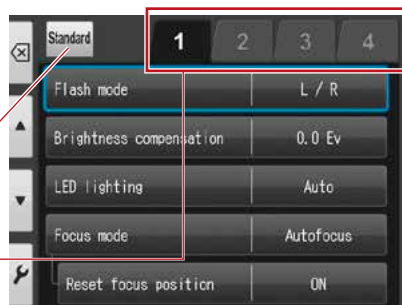 Standard 1 2 3 4
Flash mode L / R
Brightness compensation 0.0 Ev
LED lighting Auto
Focus mode Autofocus
Reset focus position ON